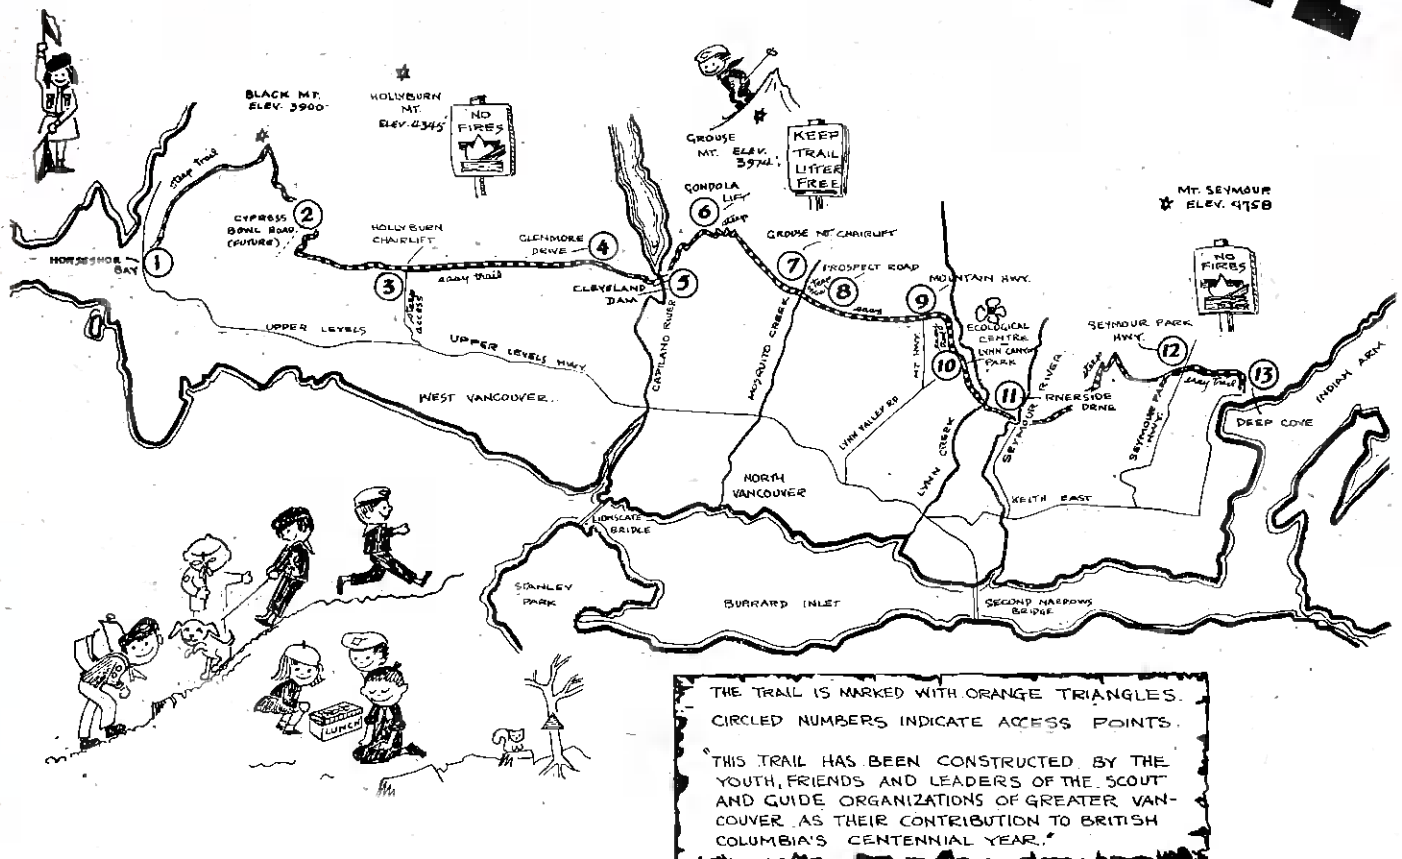 BLACK MT.
ELEV. 3900
HOLLYBURN
MT.
ELEV. 4345'
NO
FIRES
GROUSE
MT. ELEV.
3974'
KEEP
TRAIL
LITTER
FREE
MT. SEYMOUR
ELEV. 4758
NO
FIRES
steep trail
CYPRESS
BOWL ROAD
(FUTURE)
2
HORSESHOE
BAY
1
HOLLYBURN
CHAIRLIFT
3
steep
access
easy trail
GLENMORE
DRIVE
4
CLEVELAND
DAM
5
GONDOLA
LIFT
6
steep
GROUSE MT. CHAIRLIFT
7
PROSPECT ROAD
8
easy
MOUNTAIN HWY.
9
ECOLOGICAL
CENTRE
LYNN CANYON
PARK
10
MT HWY.
11
RIVERSIDE
DRIVE
steep
SEYMOUR PARK
HWY.
12
easy trail
13
DEEP COVE
INDIAN ARM
UPPER LEVELS
UPPER LEVELS HWY.
WEST VANCOUVER
CAPILANO RIVER
MOSQUITO CREEK
LYNN VALLEY RD
LYNN CREEK
SEYMOUR RIVER
SEYMOUR PARK
HWY.
KEITH EAST
NORTH
VANCOUVER
LIONSGATE
BRIDGE
STANLEY
PARK
BURRARD INLET
SECOND NARROWS
BRIDGE
LUNCH
THE TRAIL IS MARKED WITH ORANGE TRIANGLES.
CIRCLED NUMBERS INDICATE ACCESS POINTS.
"THIS TRAIL HAS BEEN CONSTRUCTED BY THE
YOUTH, FRIENDS AND LEADERS OF THE SCOUT
AND GUIDE ORGANIZATIONS OF GREATER VAN-
COUVER AS THEIR CONTRIBUTION TO BRITISH
COLUMBIA'S CENTENNIAL YEAR."